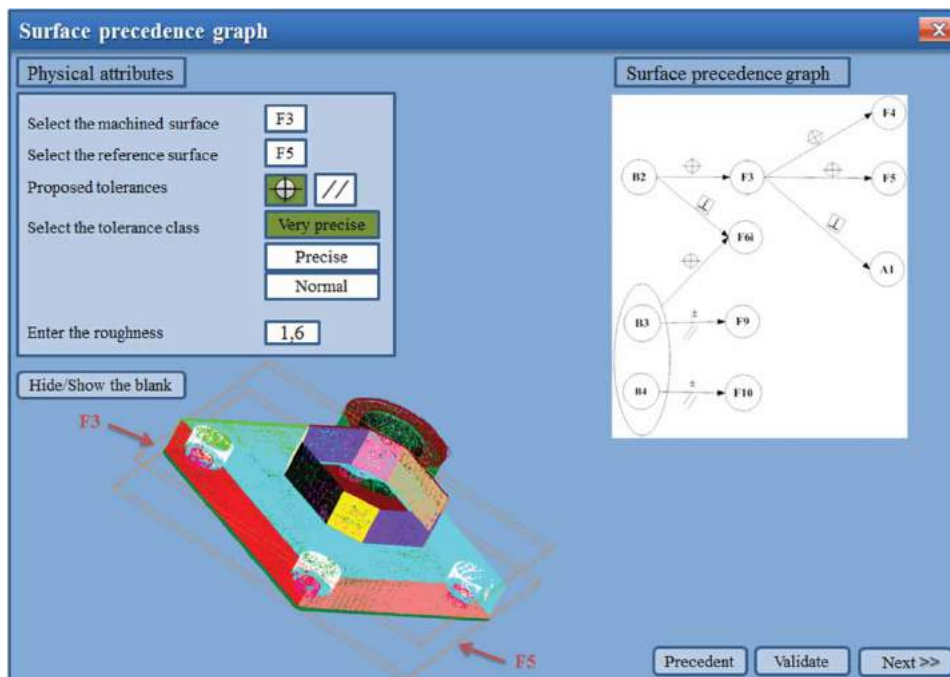 Surface precedence graph
Physical attributes
Select the machined surface F3
Select the reference surface F5
Proposed tolerances //
Select the tolerance class Very precise
Precise
Normal
Enter the roughness 1,6
Hide/Show the blank
F3
F5
Surface precedence graph
F4
B2 F3 F5
F6i
A1
B3 ± // F9
B4 ± // F10
Precedent Validate Next >>